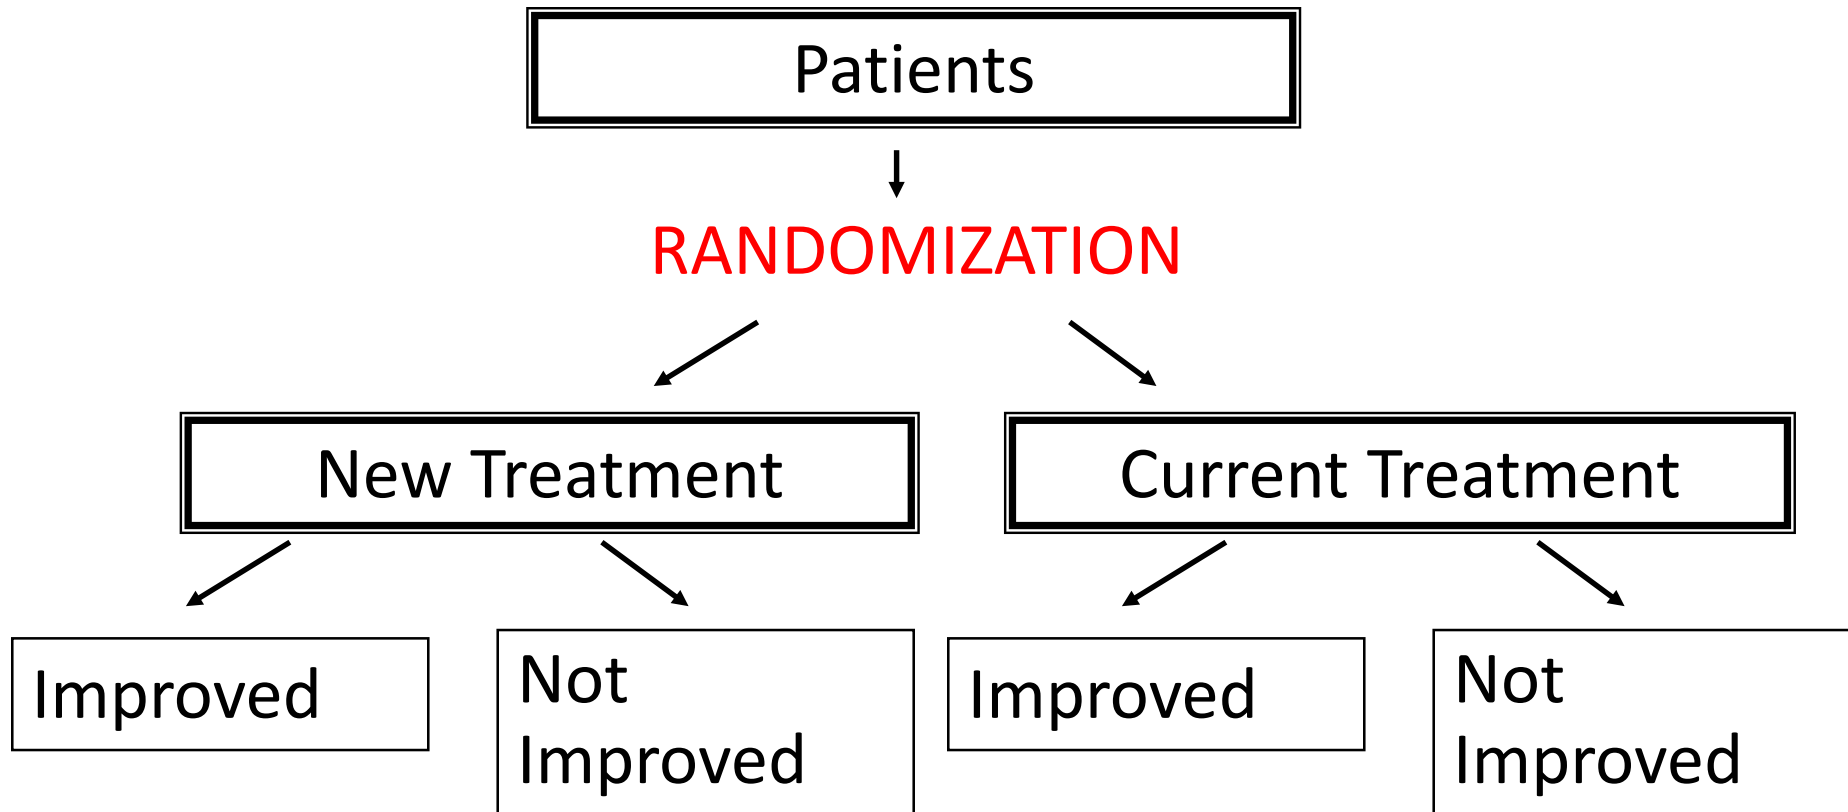 Patients
RANDOMIZATION
New Treatment
Current Treatment
Improved
Not
Improved
Improved
Not
Improved